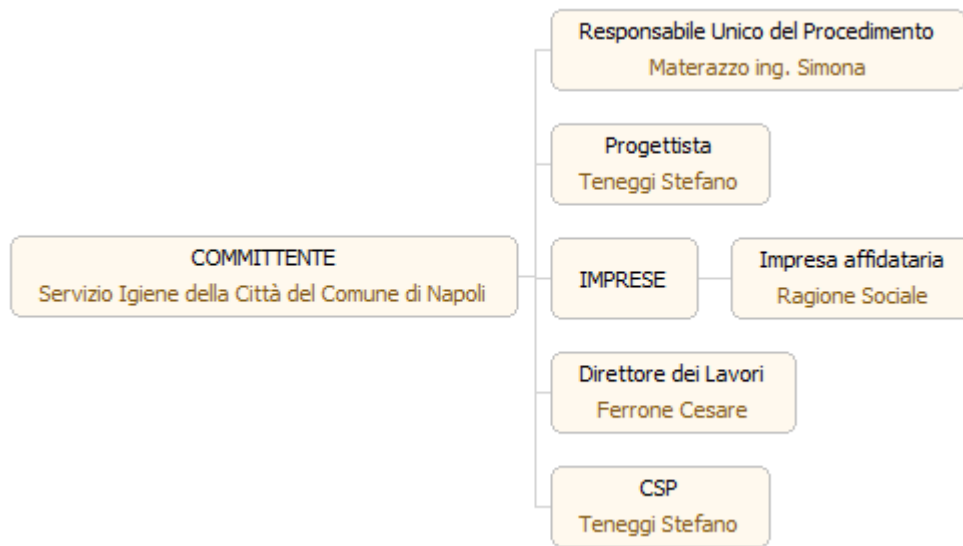 Responsabile Unico del Procedimento
Materazzo ing. Simona
Progettista
Teneggi Stefano
COMMITTENTE
Servizio Igiene della Città del Comune di Napoli
IMPRESE
Impresa affidataria
Ragione Sociale
Direttore dei Lavori
Ferrone Cesare
CSP
Teneggi Stefano